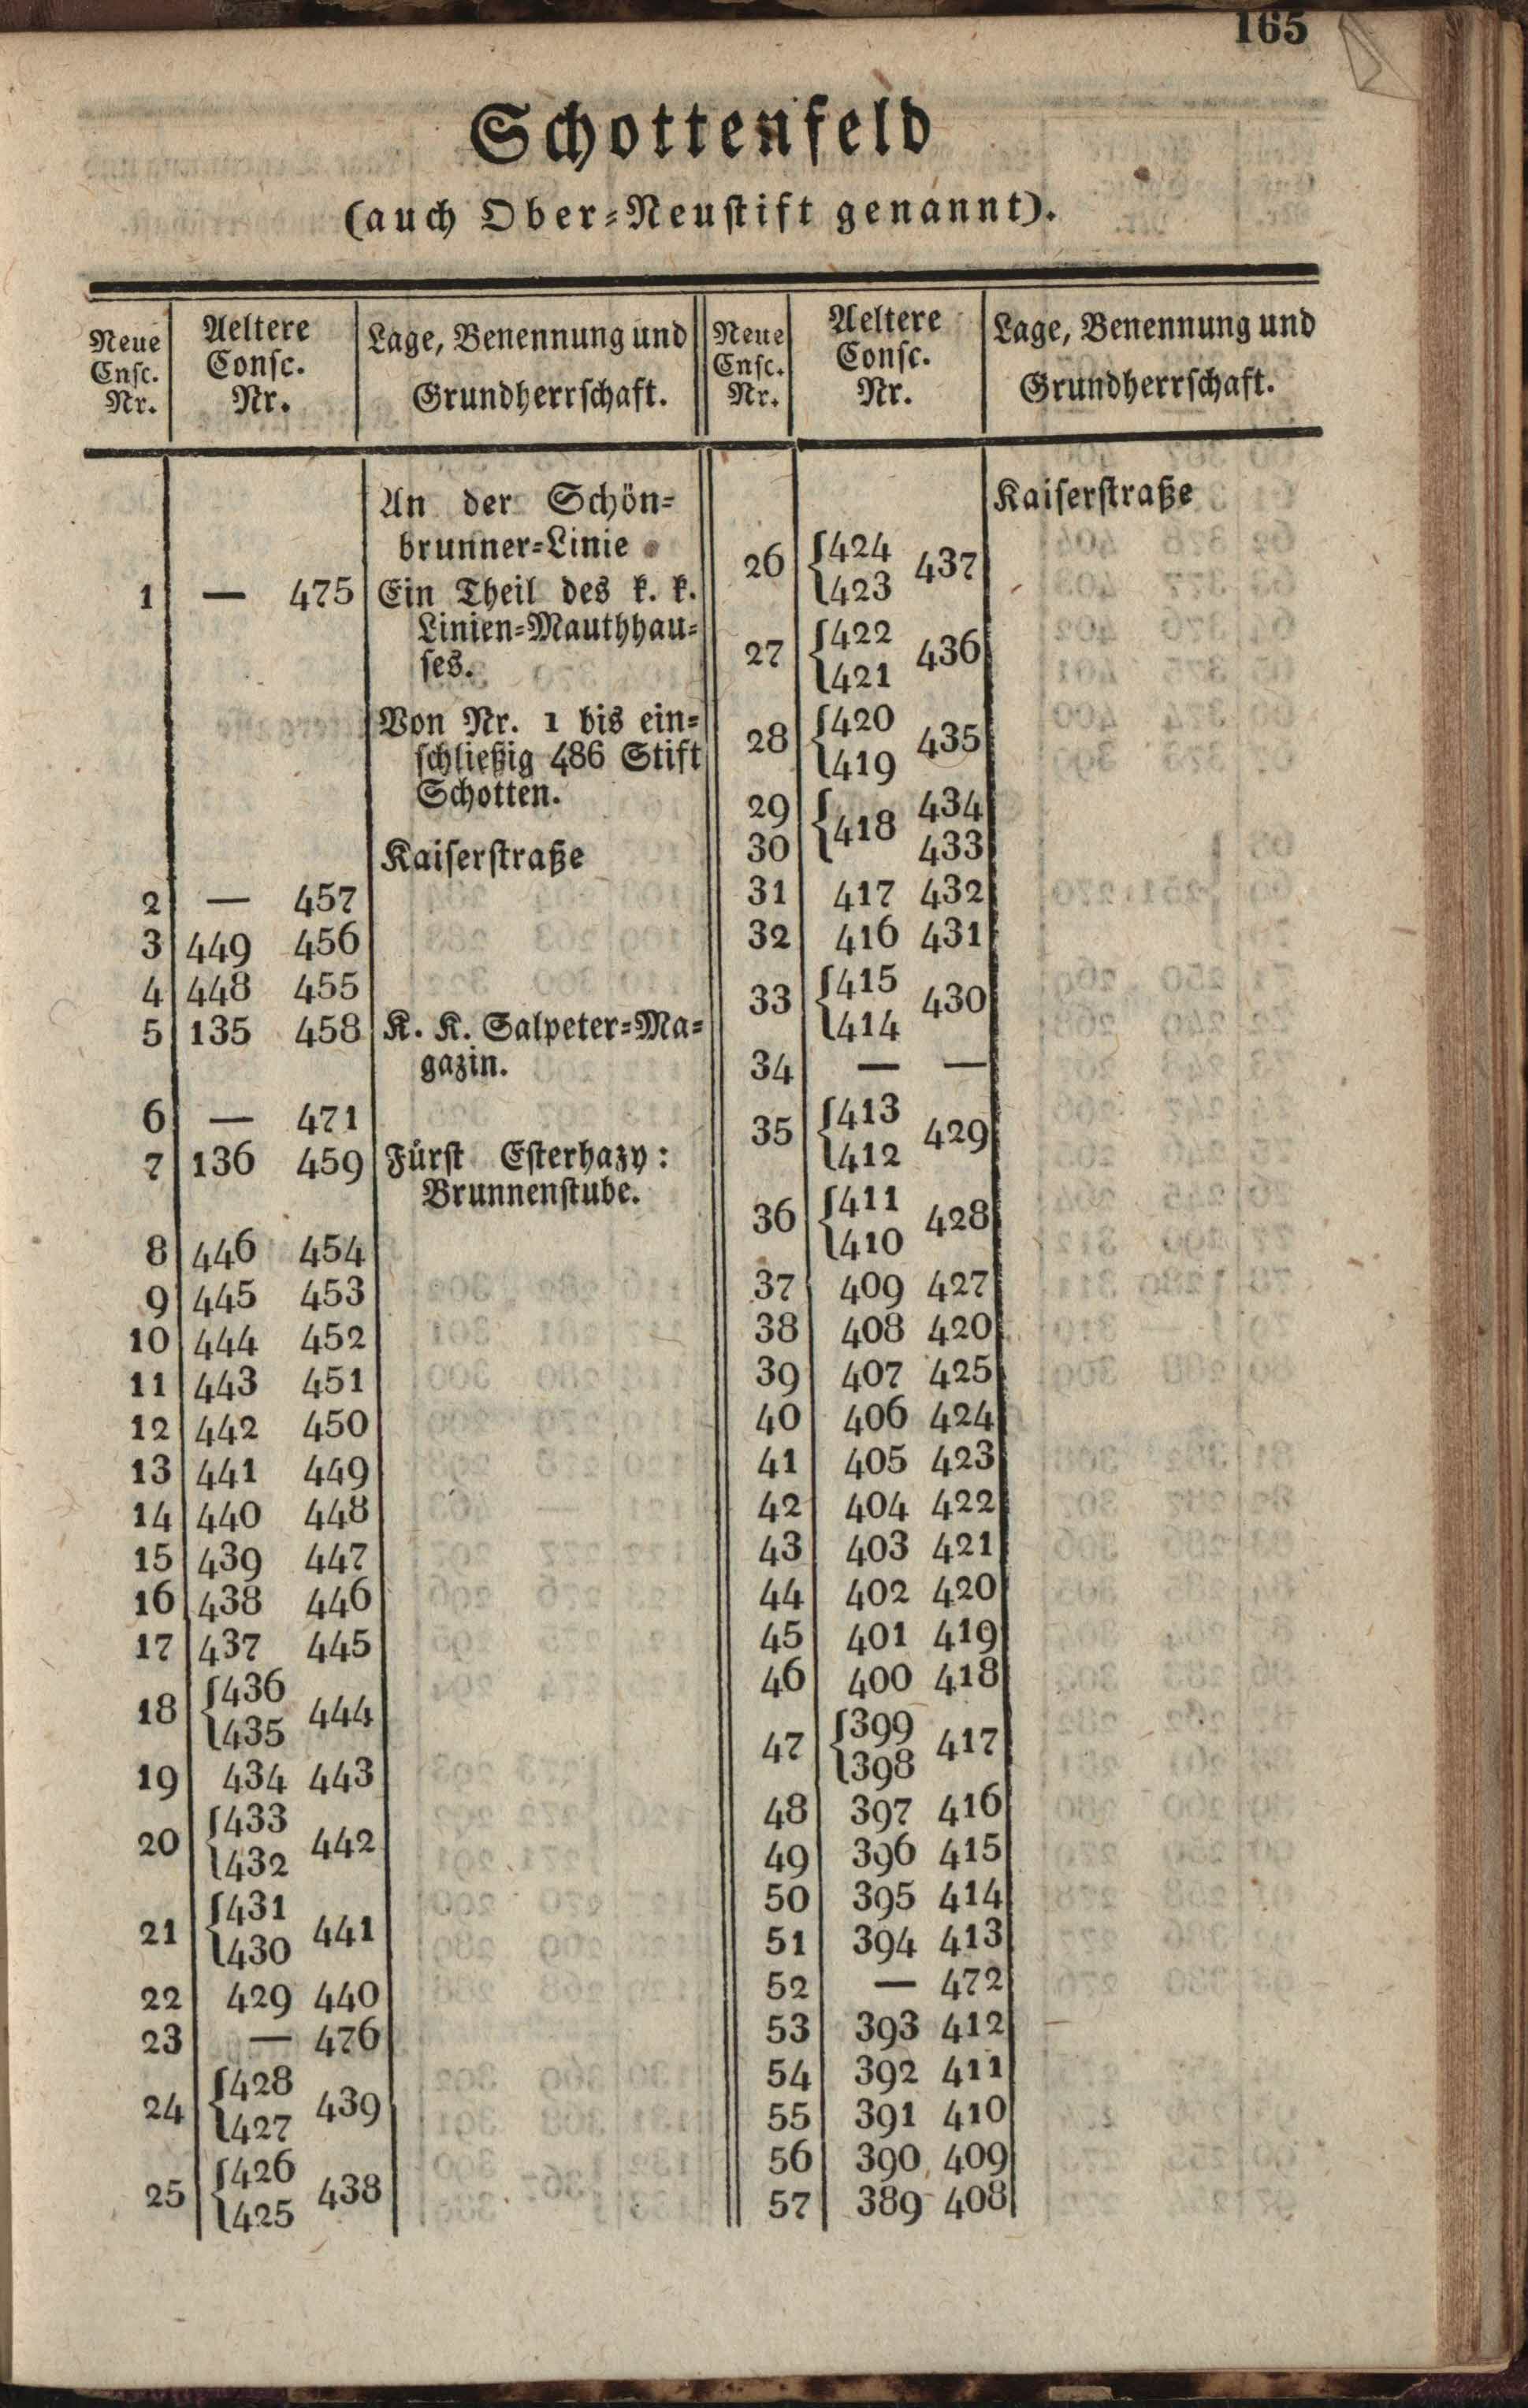 165
Schottenfeld
(auch Ober-Neustift genannt).
Neue Cnsc. Nr. | Aeltere Consc. Nr. | Lage, Benennung und Grundherrschaft.
An der Schön-
brunner-Linie
1 — 475 Ein Theil des k. k.
Linien-Mauthhau-
ses.
Von Nr. 1 bis ein-
schließig 486 Stift
Schotten.
Kaiserstraße
2 — 457
3 449 456
4 448 455
5 135 458 K. K. Salpeter-Ma-
gazin.
6 — 471
7 136 459 Fürst Esterhazy:
Brunnenstube.
8 446 454
9 445 453
10 444 452
11 443 451
12 442 450
13 441 449
14 440 448
15 439 447
16 438 446
17 437 445
18 {436
{435 444
19 434 443
20 {433
{432 442
21 {431
{430 441
22 429 440
23 — 476
24 {428
{427 439
25 {426
{425 438
Neue Cnsc. Nr. | Aeltere Consc. Nr. | Lage, Benennung und Grundherrschaft.
Kaiserstraße
26 {424
{423 437
27 {422
{421 436
28 {420
{419 435
29 {418 434
30 433
31 417 432
32 416 431
33 {415
{414 430
34 — —
35 {413
{412 429
36 {411
{410 428
37 409 427
38 408 420
39 407 425
40 406 424
41 405 423
42 404 422
43 403 421
44 402 420
45 401 419
46 400 418
47 {399
{398 417
48 397 416
49 396 415
50 395 414
51 394 413
52 — 472
53 393 412
54 392 411
55 391 410
56 390 409
57 389 408